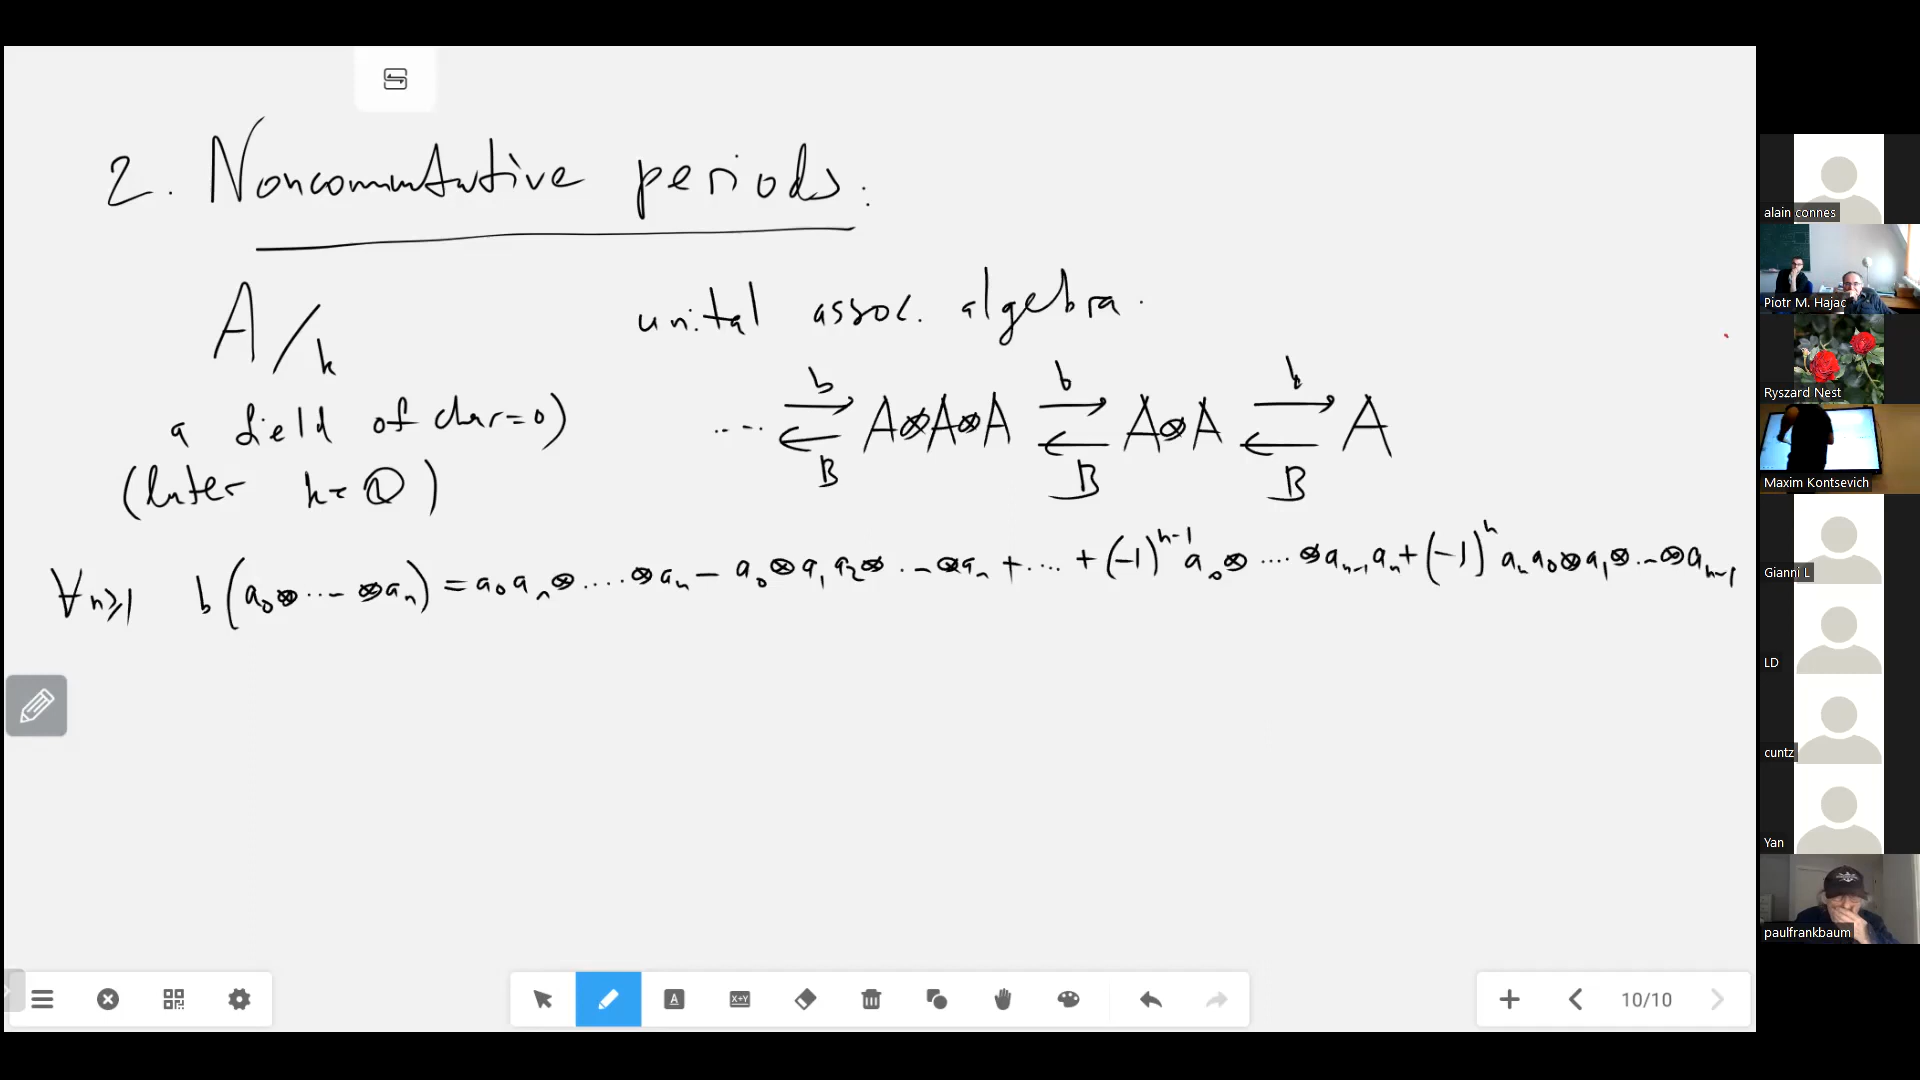 2. Noncommutative periods.
A/k unital assoc. algebra.
a field of char=0)
(later k=Q)
.... ⇄ A⊗A⊗A ⇄ A⊗A ⇄ A
b b b
B B B
∀n≥1 b(a₀⊗...⊗aₙ) = a₀aₙ⊗....⊗aₙ − a₀⊗a₁a₂⊗..⊗aₙ + .... + (-1)ⁿ⁻¹a₀⊗....⊗aₙ₋₁aₙ + (-1)ⁿaₙa₀⊗a₁⊗..⊗aₙ₋₁
alain connes
Piotr M. Hajac
Ryszard Nest
Maxim Kontsevich
Gianni L
LD
cuntz
Yan
paulfrankbaum
A
X+Y
10/10